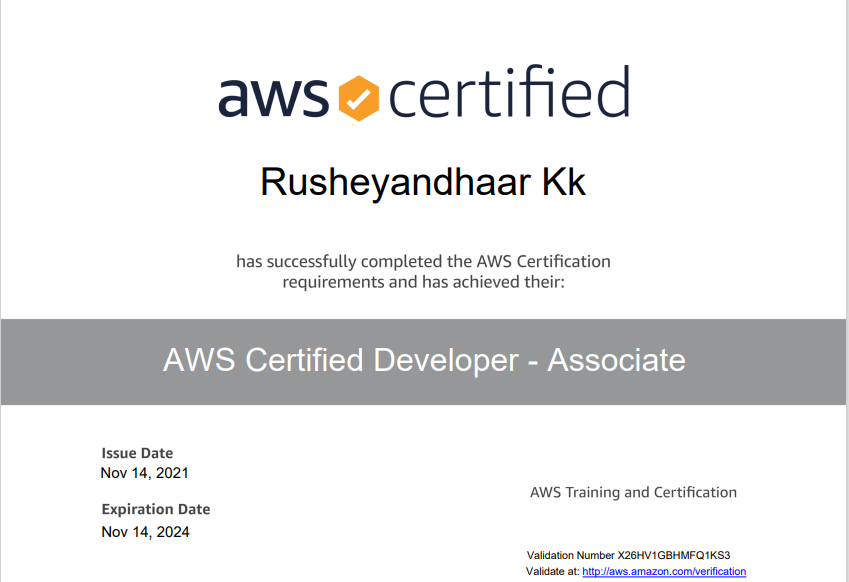 aws certified
Rusheyandhaar Kk
has successfully completed the AWS Certification
requirements and has achieved their:
AWS Certified Developer - Associate
Issue Date
Nov 14, 2021
Expiration Date
Nov 14, 2024
AWS Training and Certification
Validation Number X26HV1GBHMFQ1KS3
Validate at: http://aws.amazon.com/verification